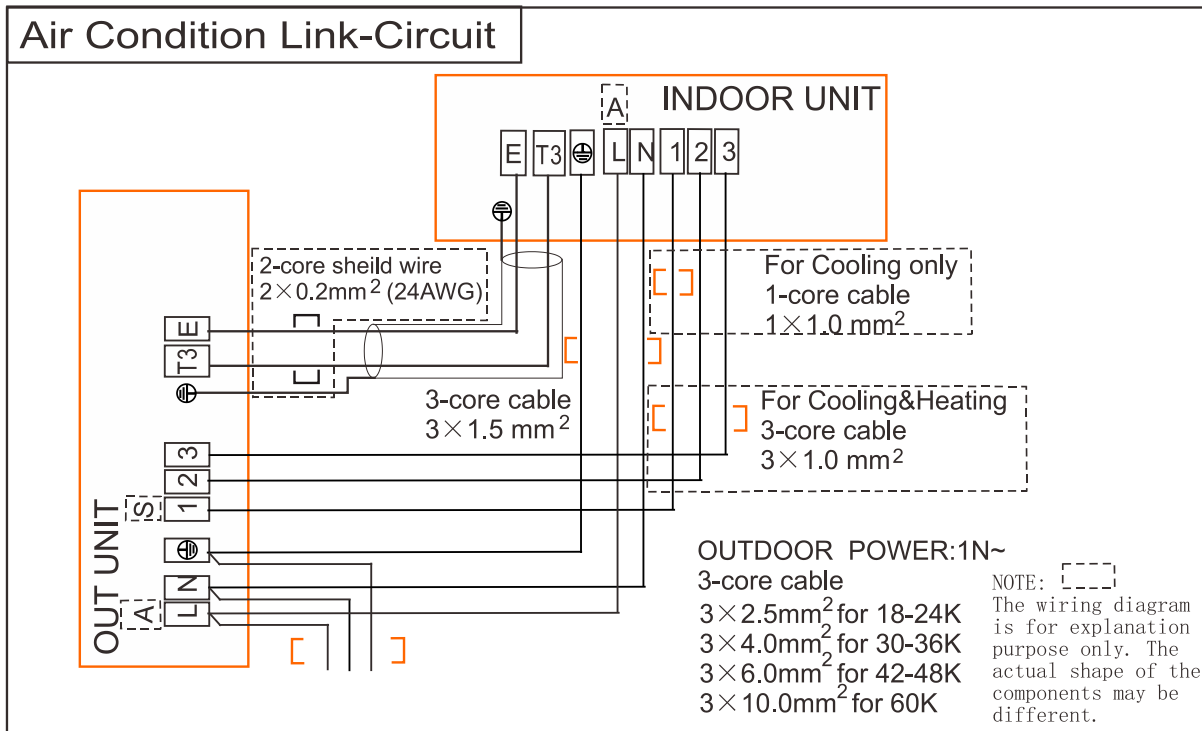 Air Condition Link-Circuit
INDOOR UNIT
A
E T3 L N 1 2 3
2-core sheild wire
2×0.2mm² (24AWG)
For Cooling only
1-core cable
1×1.0 mm²
E
T3
3-core cable
3×1.5 mm²
For Cooling&Heating
3-core cable
3×1.0 mm²
3
2
S 1
N
A L
OUT UNIT
OUTDOOR POWER:1N~
3-core cable
3×2.5mm² for 18-24K
3×4.0mm² for 30-36K
3×6.0mm² for 42-48K
3×10.0mm² for 60K
NOTE:
The wiring diagram
is for explanation
purpose only. The
actual shape of the
components may be
different.